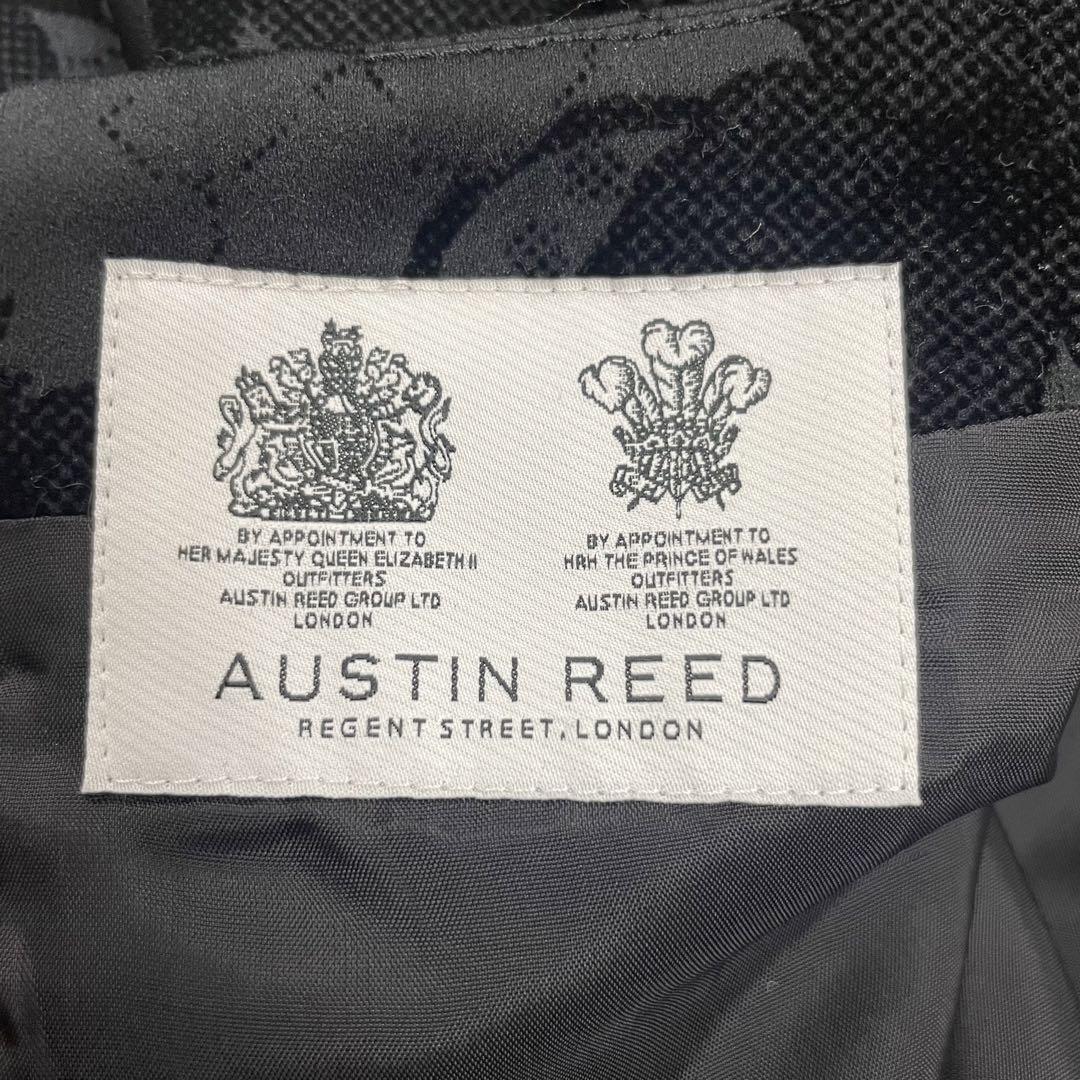 BY APPOINTMENT TO
HER MAJESTY QUEEN ELIZABETH II
OUTFITTERS
AUSTIN REED GROUP LTD
LONDON
BY APPOINTMENT TO
HRH THE PRINCE OF WALES
OUTFITTERS
AUSTIN REED GROUP LTD
LONDON
AUSTIN REED
REGENT STREET, LONDON